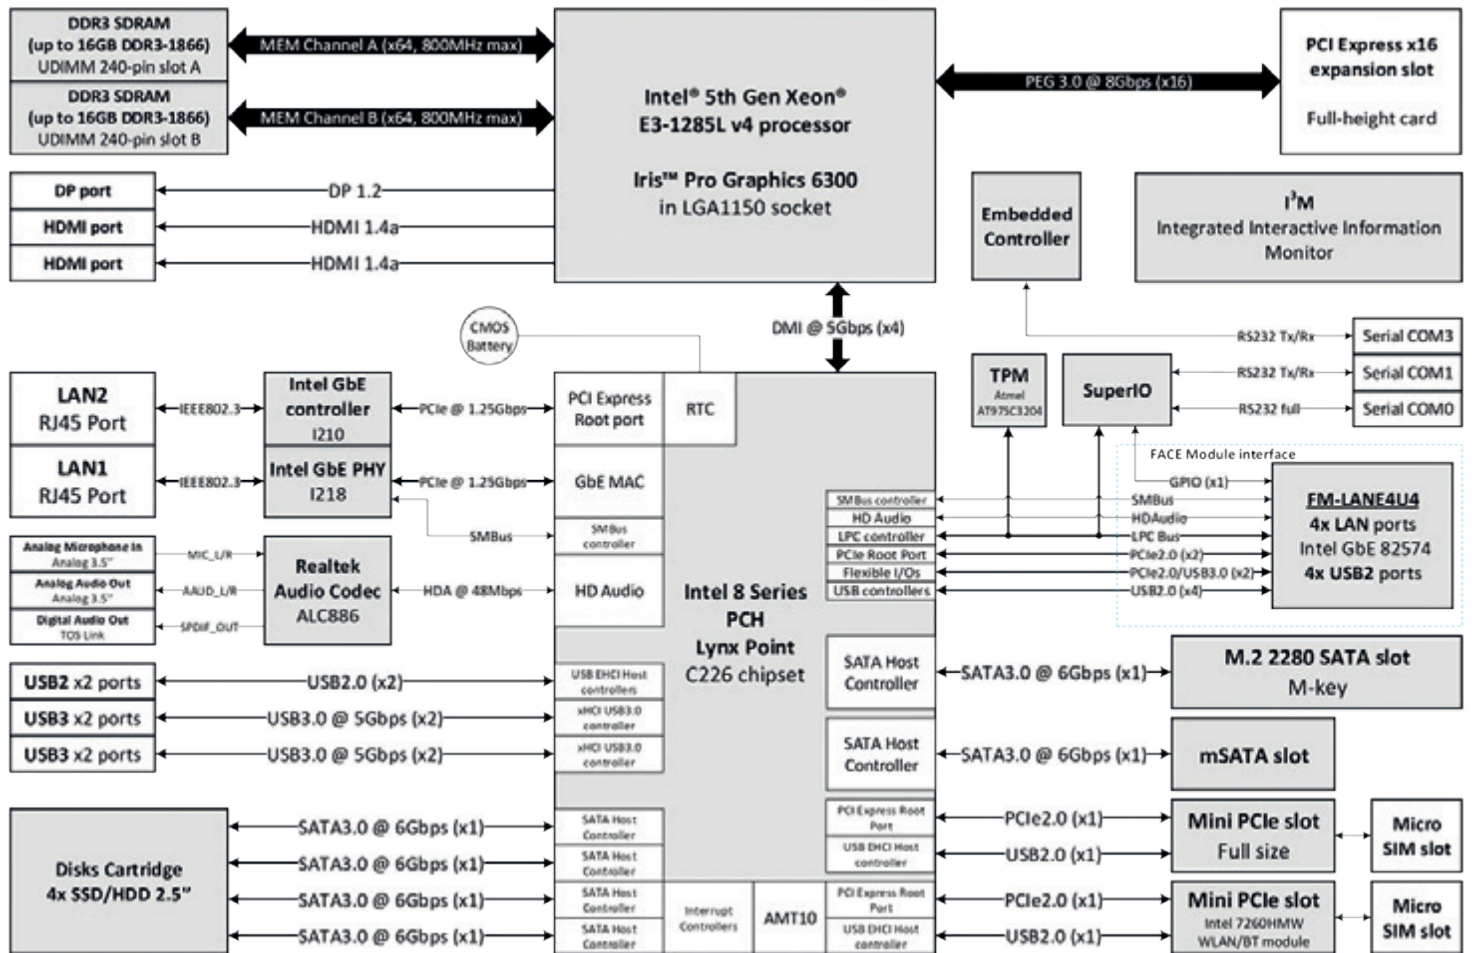 DDR3 SDRAM
(up to 16GB DDR3-1866)
UDIMM 240-pin slot A
DDR3 SDRAM
(up to 16GB DDR3-1866)
UDIMM 240-pin slot B
MEM Channel A (x64, 800MHz max)
MEM Channel B (x64, 800MHz max)
Intel® 5th Gen Xeon®
E3-1285L v4 processor
Iris™ Pro Graphics 6300
in LGA1150 socket
PEG 3.0 @ 8Gbps (x16)
PCI Express x16
expansion slot
Full-height card
DP port
DP 1.2
HDMI port
HDMI 1.4a
HDMI port
HDMI 1.4a
Embedded
Controller
I³M
Integrated Interactive Information
Monitor
CMOS
Battery
DMI @ 5Gbps (x4)
RS232 Tx/Rx
Serial COM3
TPM
Atmel
AT97SC3204
SuperIO
RS232 Tx/Rx
Serial COM1
RS232 full
Serial COM0
LAN2
RJ45 Port
IEEE802.3
Intel GbE
controller
I210
PCIe @ 1.25Gbps
PCI Express
Root port
RTC
LAN1
RJ45 Port
IEEE802.3
Intel GbE PHY
I218
PCIe @ 1.25Gbps
GbE MAC
SMBus
SMBus
controller
FACE Module interface
GPIO (x1)
SMBus controller
SMBus
HD Audio
HDAudio
LPC controller
LPC Bus
PCIe Root Port
PCIe2.0 (x2)
Flexible I/Os
PCIe2.0/USB3.0 (x2)
USB controllers
USB2.0 (x4)
FM-LANE4U4
4x LAN ports
Intel GbE 82574
4x USB2 ports
Analog Microphone In
Analog 3.5"
MIC_L/R
Analog Audio Out
Analog 3.5"
AAUD_L/R
Digital Audio Out
TOS Link
SPDIF_OUT
Realtek
Audio Codec
ALC886
HDA @ 48Mbps
HD Audio
Intel 8 Series
PCH
Lynx Point
C226 chipset
SATA Host
Controller
SATA3.0 @ 6Gbps (x1)
M.2 2280 SATA slot
M-key
USB2 x2 ports
USB2.0 (x2)
USB EHCI Host
controllers
USB3 x2 ports
USB3.0 @ 5Gbps (x2)
xHCI USB3.0
controller
USB3 x2 ports
USB3.0 @ 5Gbps (x2)
xHCI USB3.0
controller
SATA Host
Controller
SATA3.0 @ 6Gbps (x1)
mSATA slot
Disks Cartridge
4x SSD/HDD 2.5"
SATA3.0 @ 6Gbps (x1)
SATA Host
Controller
SATA3.0 @ 6Gbps (x1)
SATA Host
Controller
SATA3.0 @ 6Gbps (x1)
SATA Host
Controller
SATA3.0 @ 6Gbps (x1)
SATA Host
Controller
Interrupt
Controllers
AMT10
PCI Express Root
Port
PCIe2.0 (x1)
USB EHCI Host
controller
USB2.0 (x1)
Mini PCIe slot
Full size
Micro
SIM slot
PCI Express Root
Port
PCIe2.0 (x1)
USB EHCI Host
controller
USB2.0 (x1)
Mini PCIe slot
Intel 7260HMW
WLAN/BT module
Micro
SIM slot